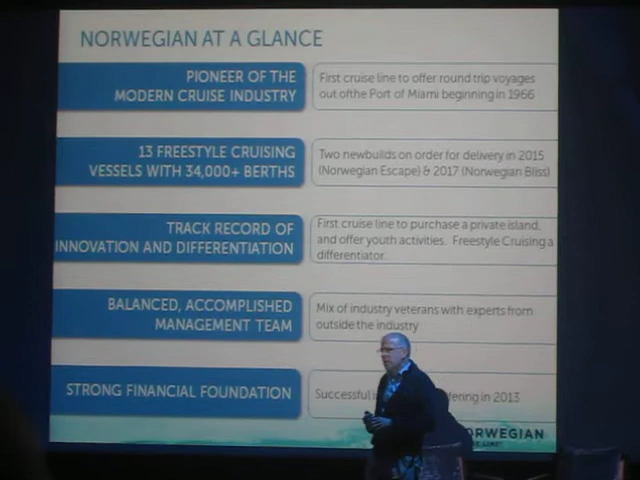 NORWEGIAN AT A GLANCE
PIONEER OF THE
MODERN CRUISE INDUSTRY
First cruise line to offer round trip voyages
out ofthe Port of Miami beginning in 1966
13 FREESTYLE CRUISING
VESSELS WITH 34,000+ BERTHS
Two newbuilds on order for delivery in 2015
(Norwegian Escape) & 2017 (Norwegian Bliss)
TRACK RECORD OF
INNOVATION AND DIFFERENTIATION
First cruise line to purchase a private island,
and offer youth activities. Freestyle Cruising a
differentiator.
BALANCED, ACCOMPLISHED
MANAGEMENT TEAM
Mix of industry veterans with experts from
outside the industry
STRONG FINANCIAL FOUNDATION
Successful fering in 2013
ORWEGIAN
LINE